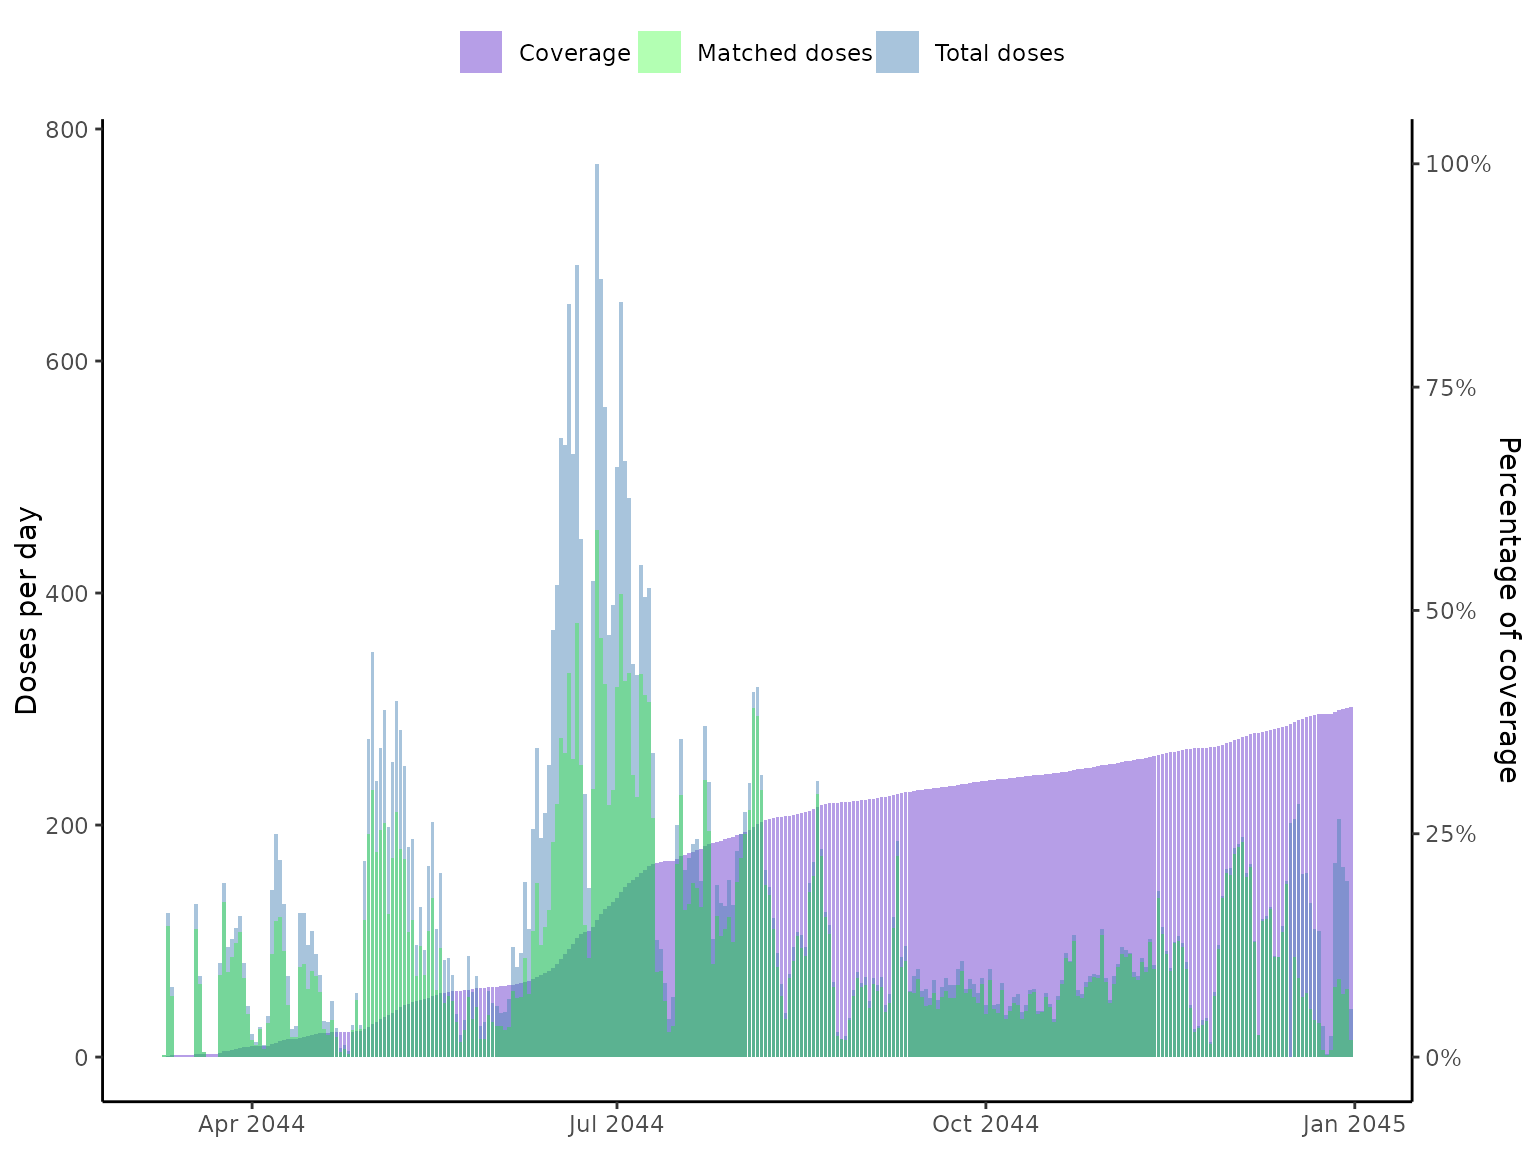 Coverage
Matched doses
Total doses
800
600
400
200
0
Doses per day
100%
75%
50%
25%
0%
Percentage of coverage
Apr 2044
Jul 2044
Oct 2044
Jan 2045